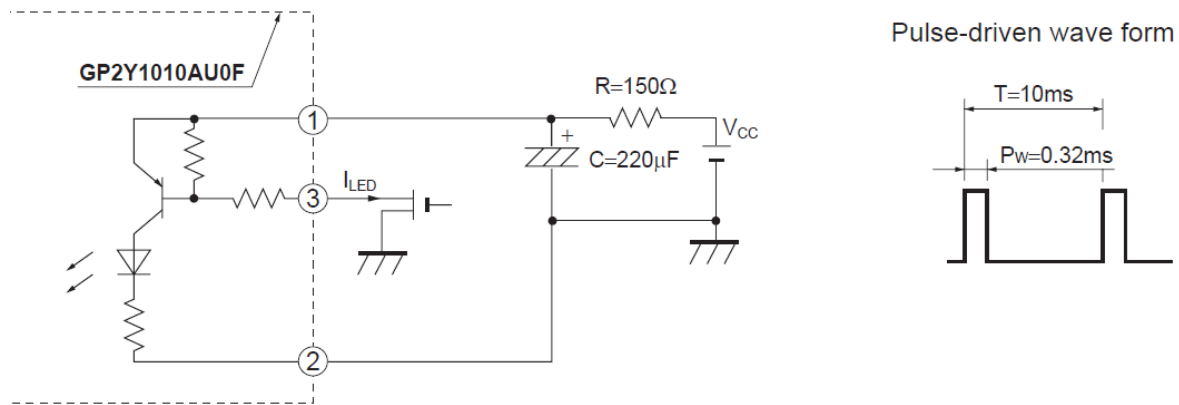 Pulse-driven wave form
GP2Y1010AU0F
R=150Ω
T=10ms
1
VCC
+
C=220μF
PW=0.32ms
3
ILED
2